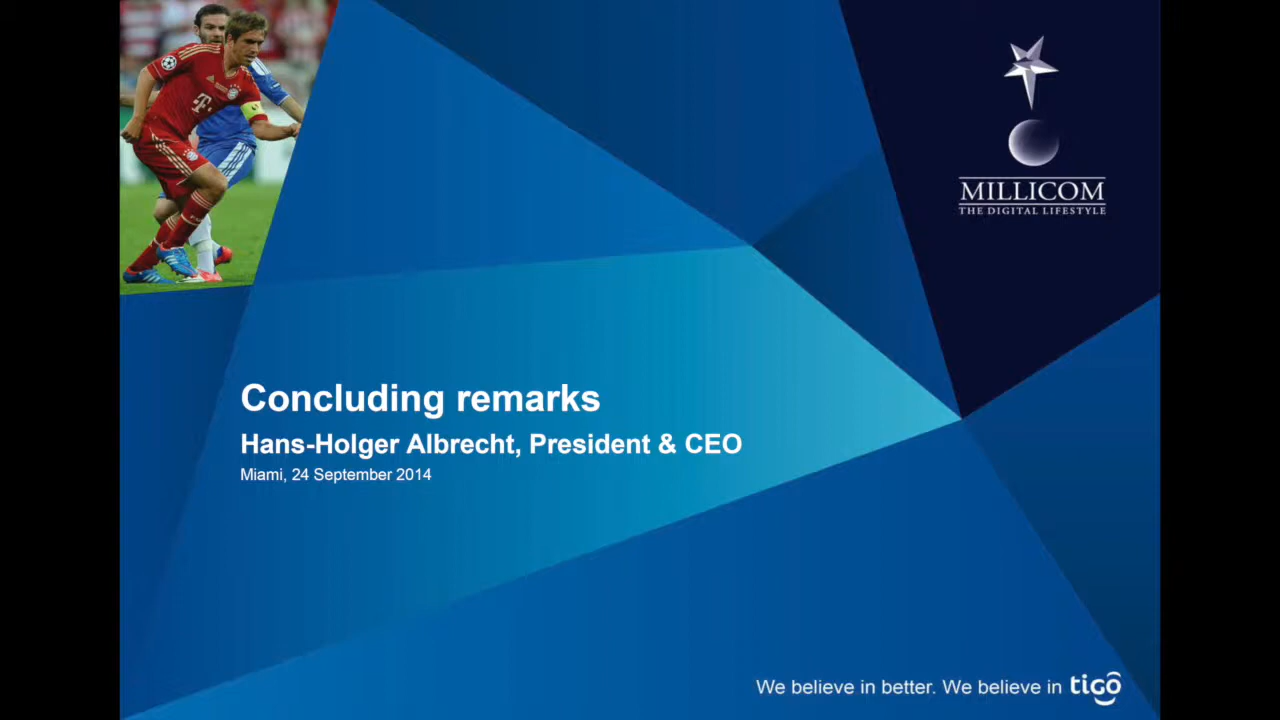 MILLICOM
THE DIGITAL LIFESTYLE
Concluding remarks
Hans-Holger Albrecht, President & CEO
Miami, 24 September 2014
We believe in better. We believe in tigo